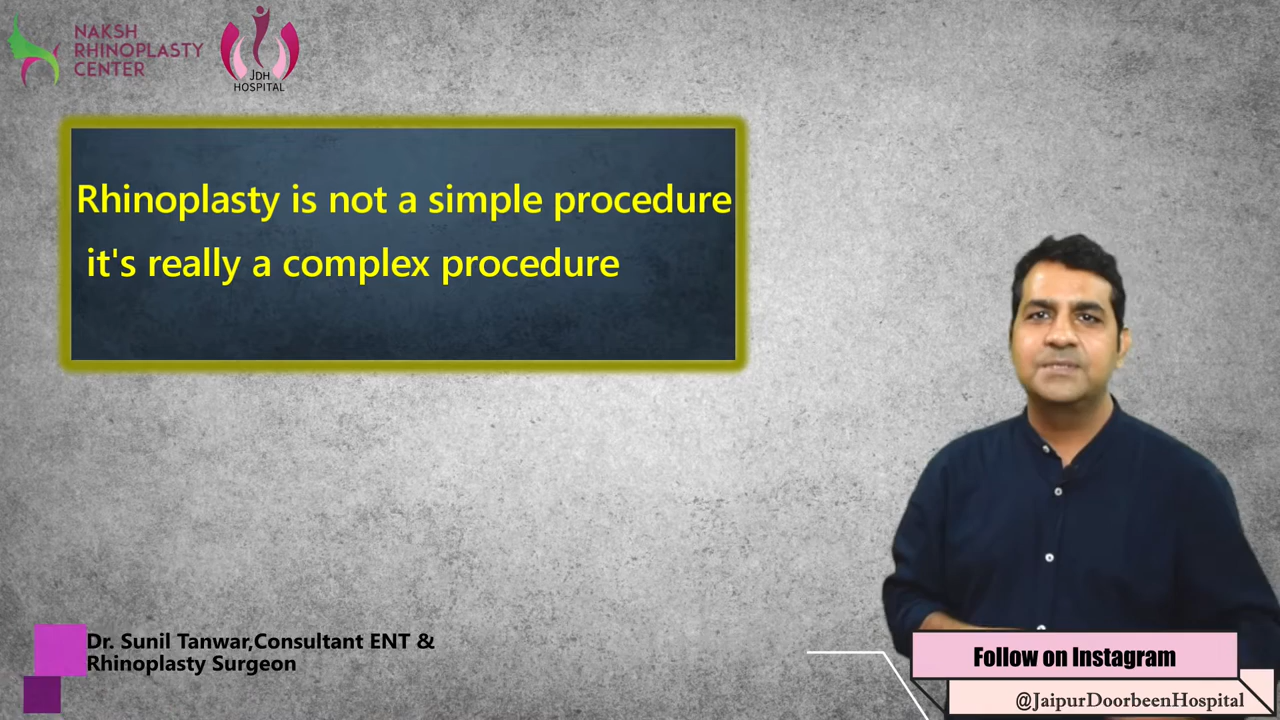 NAKSH
RHINOPLASTY
CENTER
JDH
HOSPITAL
Rhinoplasty is not a simple procedure
it's really a complex procedure
Dr. Sunil Tanwar,Consultant ENT &
Rhinoplasty Surgeon
Follow on Instagram
@JaipurDoorbeenHospital